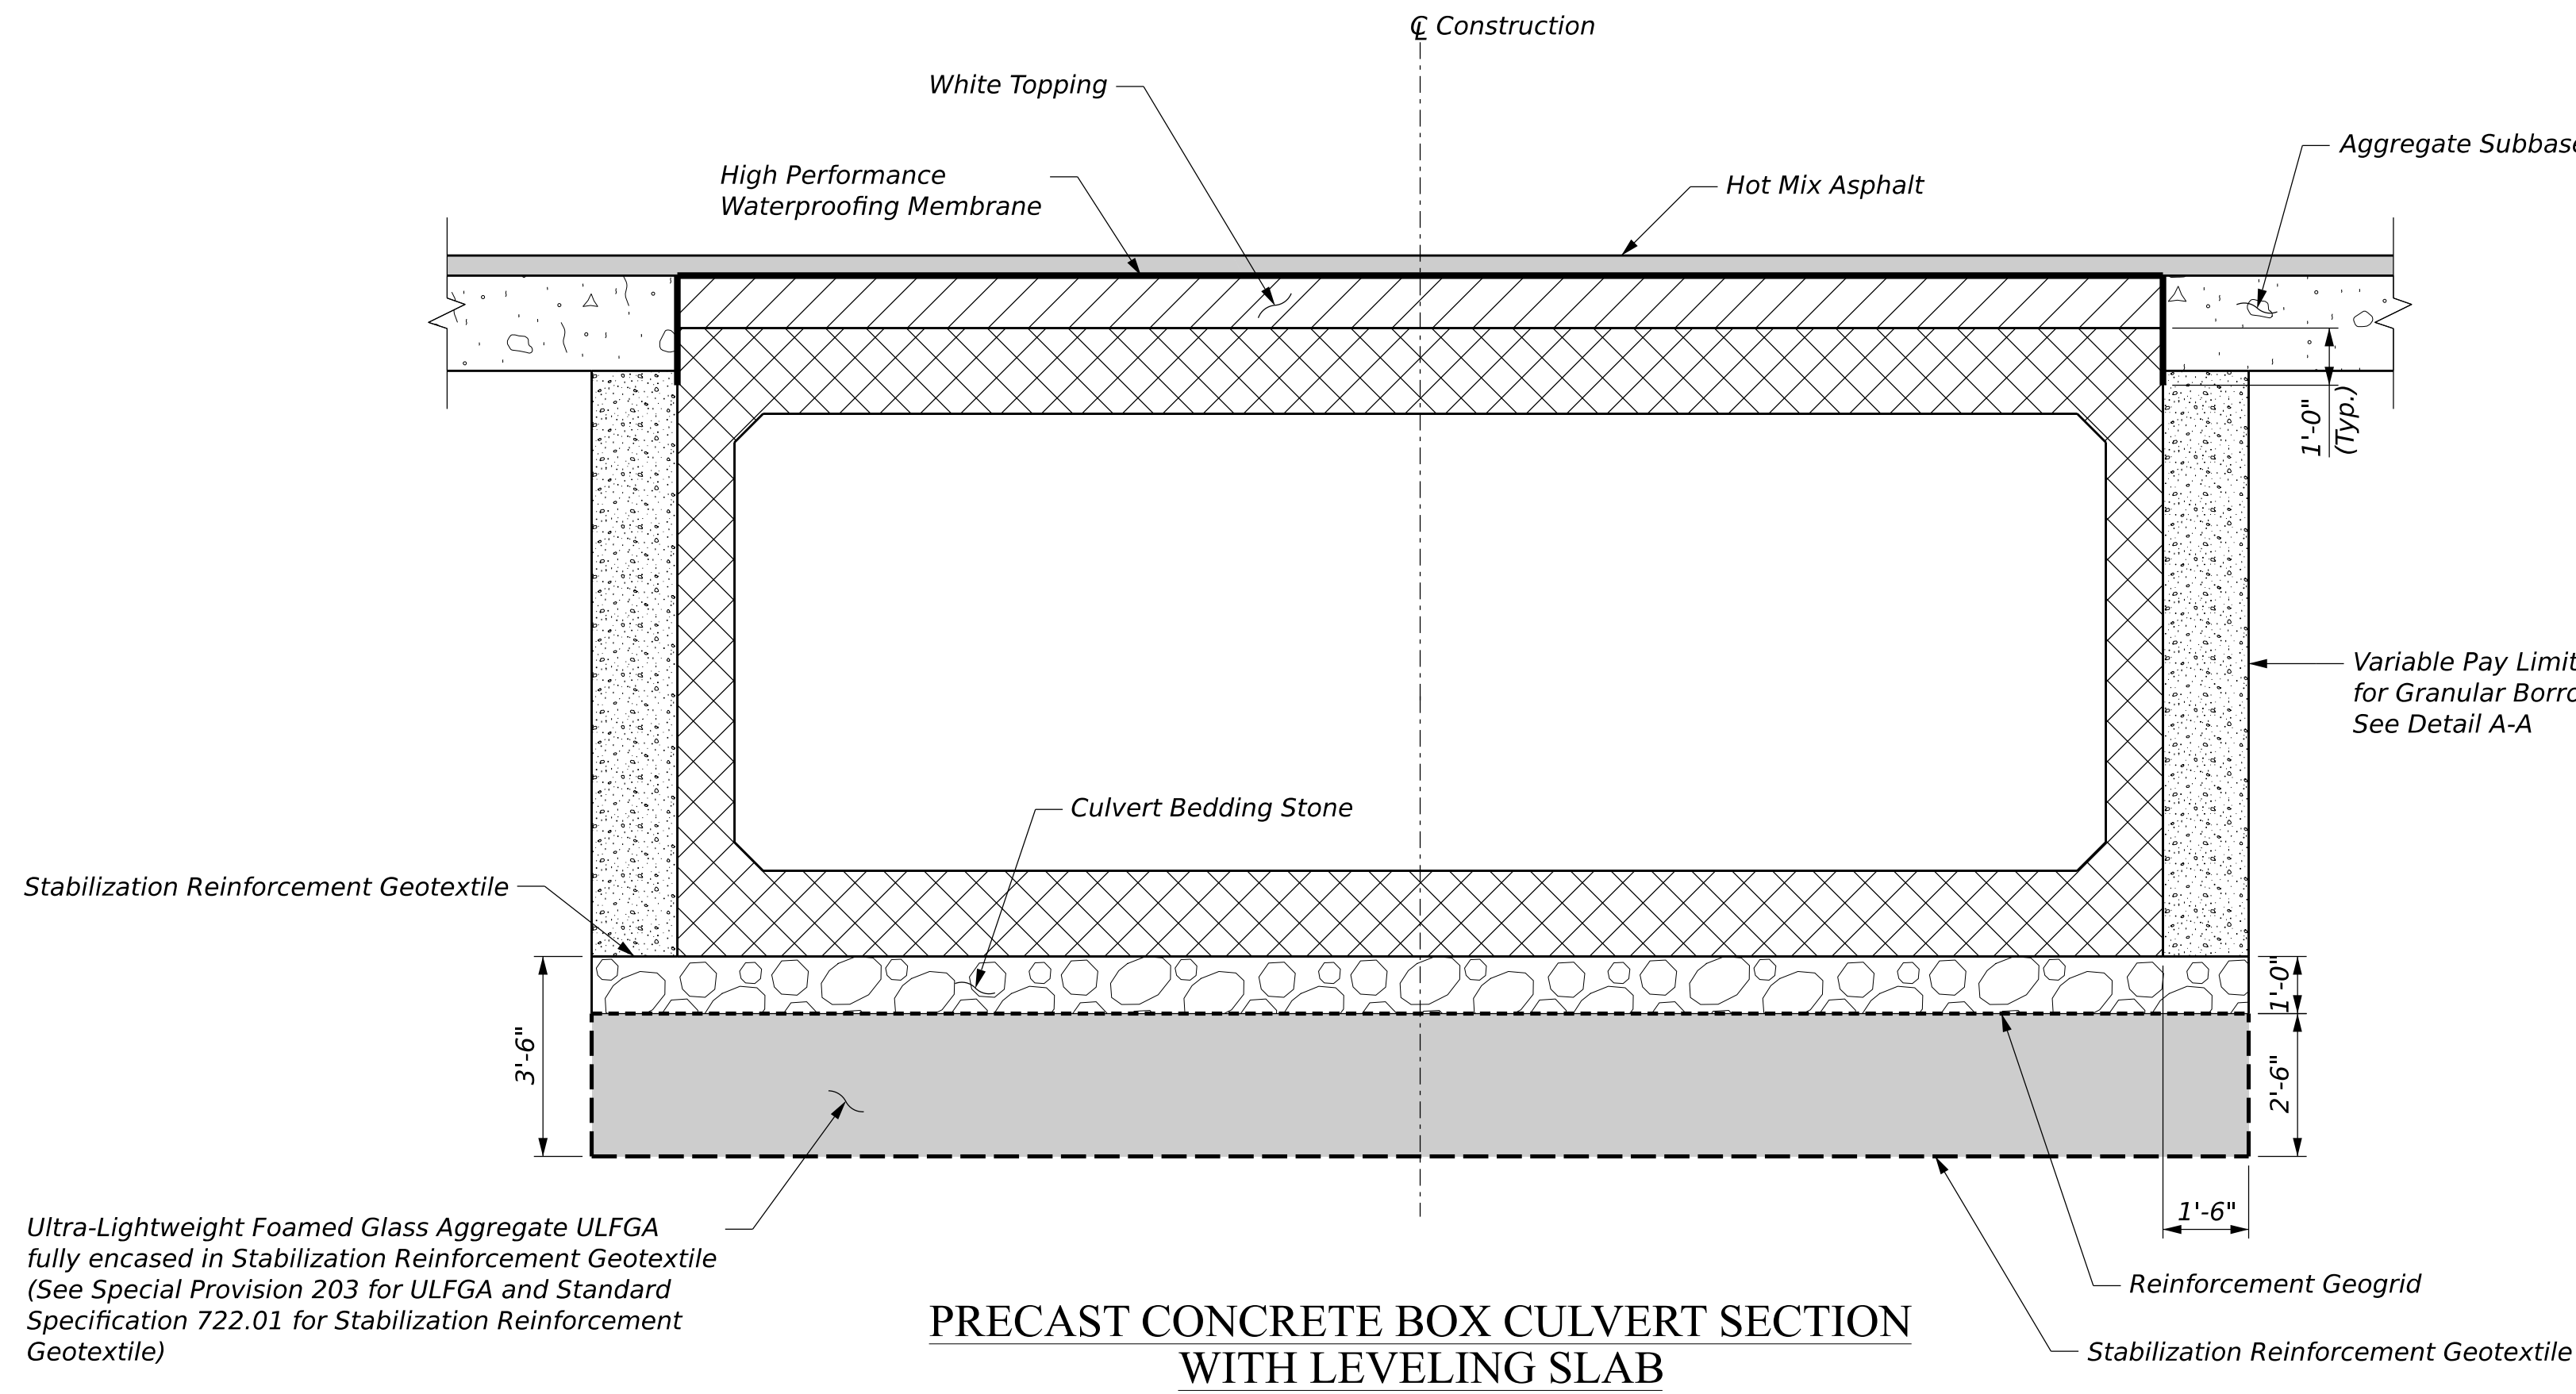 ℄ Construction
White Topping
Aggregate Subbase
High Performance
Waterproofing Membrane
Hot Mix Asphalt
1'-0"
(Typ.)
Variable Pay Limit
for Granular
See Detail A-A
Culvert Bedding Stone
Stabilization Reinforcement Geotextile
1'-0"
3'-6"
2'-6"
1'-6"
Ultra-Lightweight Foamed Glass Aggregate ULFGA
fully encased in Stabilization Reinforcement Geotextile
(See Special Provision 203 for ULFGA and Standard
Specification 722.01 for Stabilization Reinforcement
Geotextile)
Reinforcement Geogrid
Stabilization Reinforcement Geotextile
PRECAST CONCRETE BOX CULVERT SECTION
WITH LEVELING SLAB